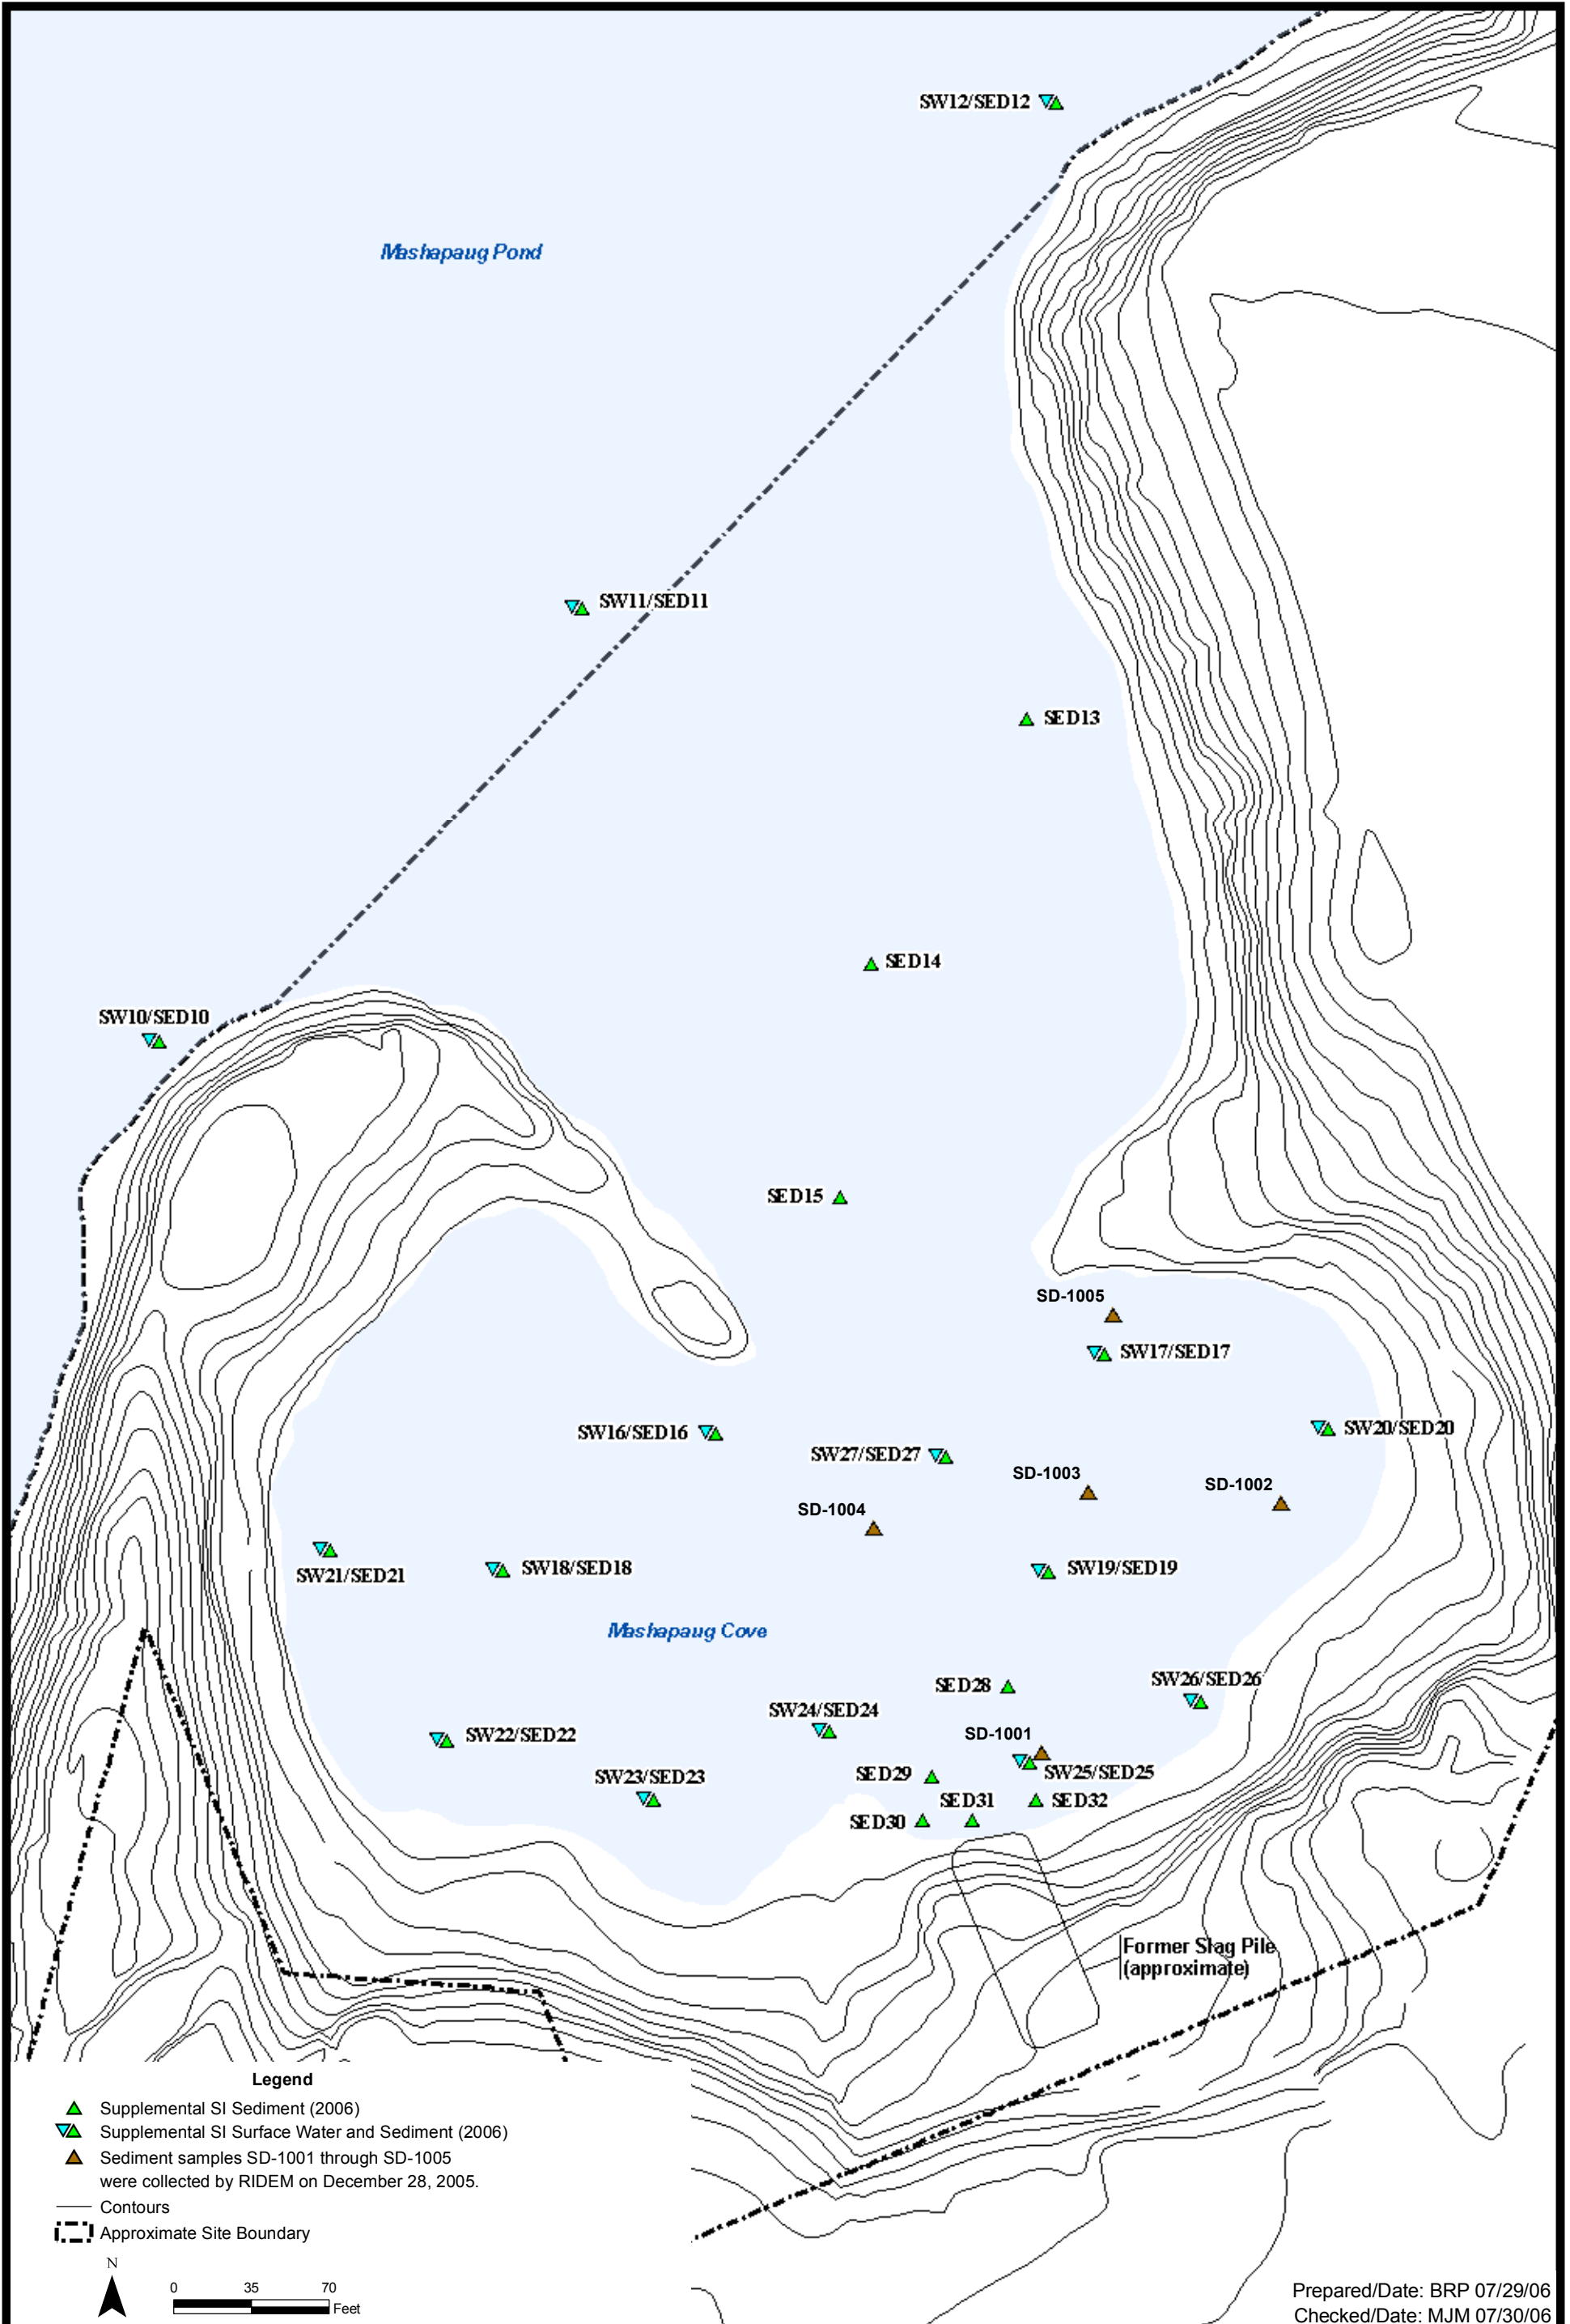 SW12/SED12
Mashapaug Pond
SW11/SED11
SED13
SED14
SW10/SED10
SED15
SD-1005
SW17/SED17
SW16/SED16
SW20/SED20
SW27/SED27
SD-1003
SD-1002
SD-1004
SW21/SED21
SW18/SED18
SW19/SED19
Mashapaug Cove
SED28
SW26/SED26
SW24/SED24
SD-1001
SW22/SED22
SW25/SED25
SW23/SED23
SED29
SED31
SED32
SED30
Former Slag Pile
(approximate)
Legend
Supplemental SI Sediment (2006)
Supplemental SI Surface Water and Sediment (2006)
Sediment samples SD-1001 through SD-1005
were collected by RIDEM on December 28, 2005.
Contours
Approximate Site Boundary
N
0 35 70
Feet
Prepared/Date: BRP 07/29/06
Checked/Date: MJM 07/30/06